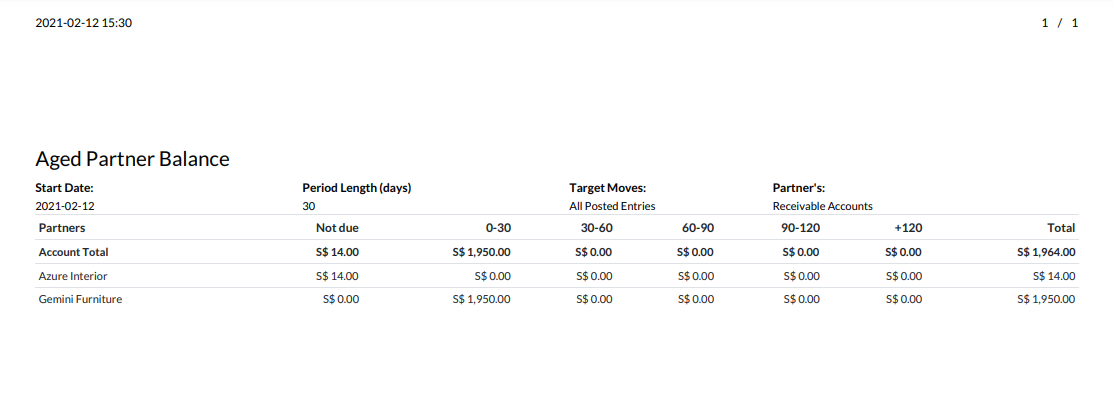 2021-02-12 15:30 1 / 1
Aged Partner Balance
Start Date: Period Length (days) Target Moves: Partner's:
2021-02-12 30 All Posted Entries Receivable Accounts
Partners Not due 0-30 30-60 60-90 90-120 +120 Total
Account Total S$ 14.00 S$ 1,950.00 S$ 0.00 S$ 0.00 S$ 0.00 S$ 0.00 S$ 1,964.00
Azure Interior S$ 14.00 S$ 0.00 S$ 0.00 S$ 0.00 S$ 0.00 S$ 0.00 S$ 14.00
Gemini Furniture S$ 0.00 S$ 1,950.00 S$ 0.00 S$ 0.00 S$ 0.00 S$ 0.00 S$ 1,950.00